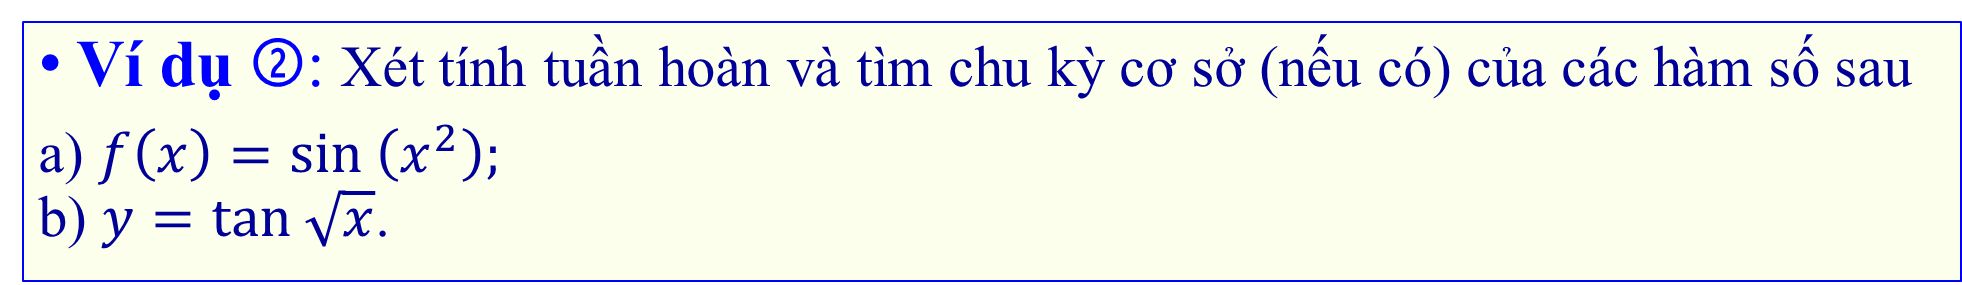 • Ví dụ ②: Xét tính tuần hoàn và tìm chu kỳ cơ sở (nếu có) của các hàm số sau
a) f(x) = sin (x²);
b) y = tan √x.